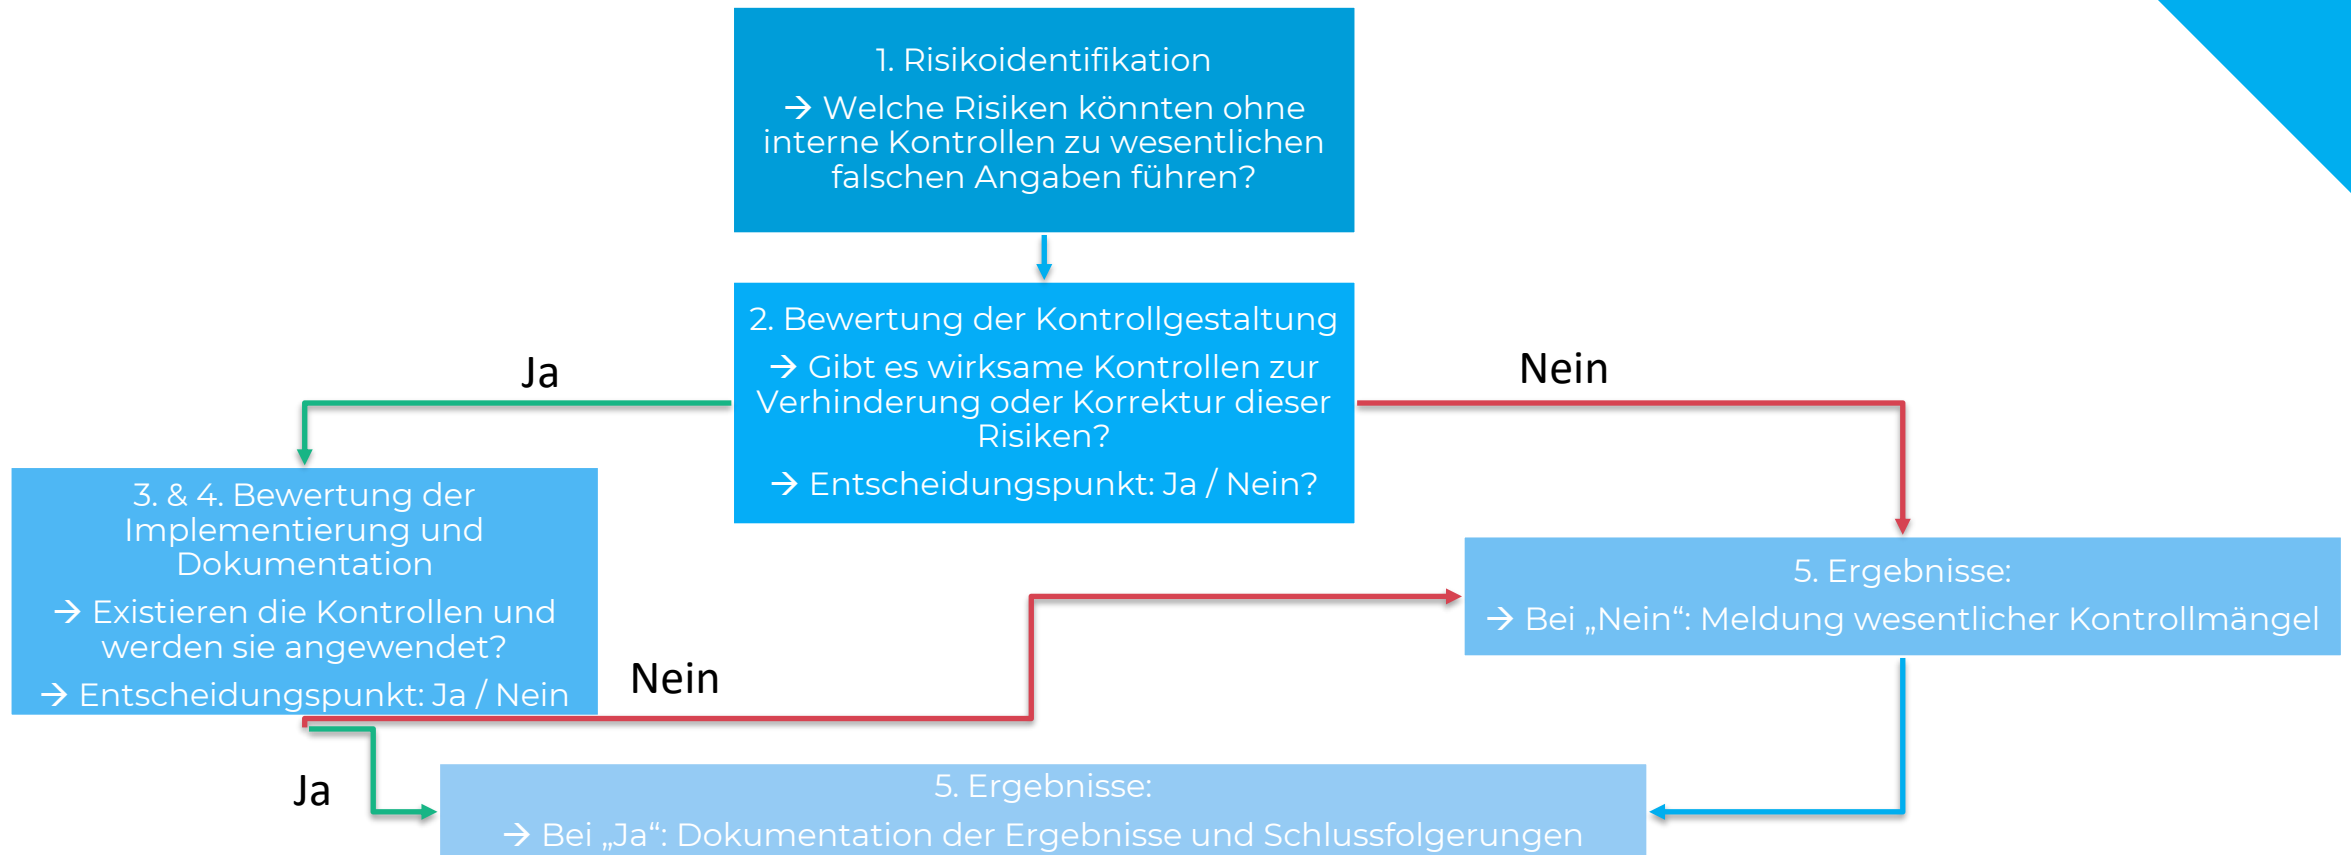 1. Risikoidentifikation
→ Welche Risiken könnten ohne
interne Kontrollen zu wesentlichen
falschen Angaben führen?
2. Bewertung der Kontrollgestaltung
→ Gibt es wirksame Kontrollen zur
Verhinderung oder Korrektur dieser
Risiken?
→ Entscheidungspunkt: Ja / Nein?
Ja
Nein
3. & 4. Bewertung der
Implementierung und
Dokumentation
→ Existieren die Kontrollen und
werden sie angewendet?
→ Entscheidungspunkt: Ja / Nein
5. Ergebnisse:
→ Bei „Nein“: Meldung wesentlicher Kontrollmängel
Nein
Ja
5. Ergebnisse:
→ Bei „Ja“: Dokumentation der Ergebnisse und Schlussfolgerungen